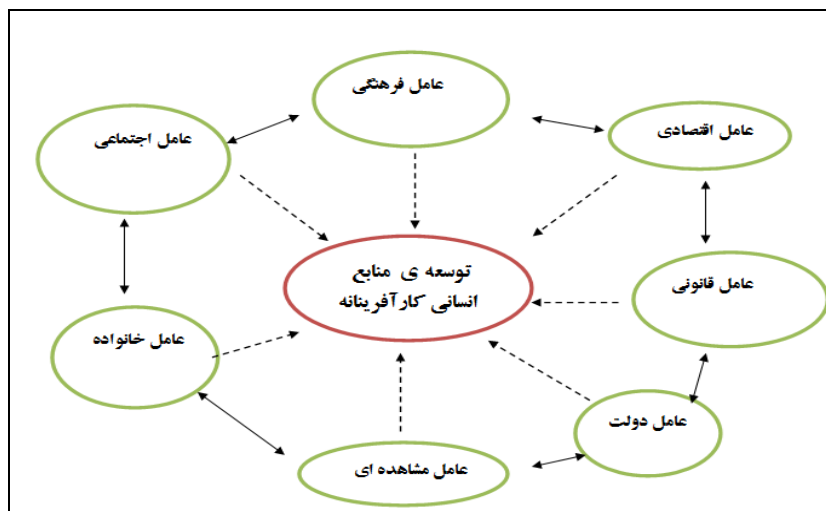 عامل فرهنگی
عامل اقتصادی
عامل اجتماعی
توسعه ی منابع
انسانی کارآفرینانه
عامل قانونی
عامل خانواده
عامل دولت
عامل مشاهده ای